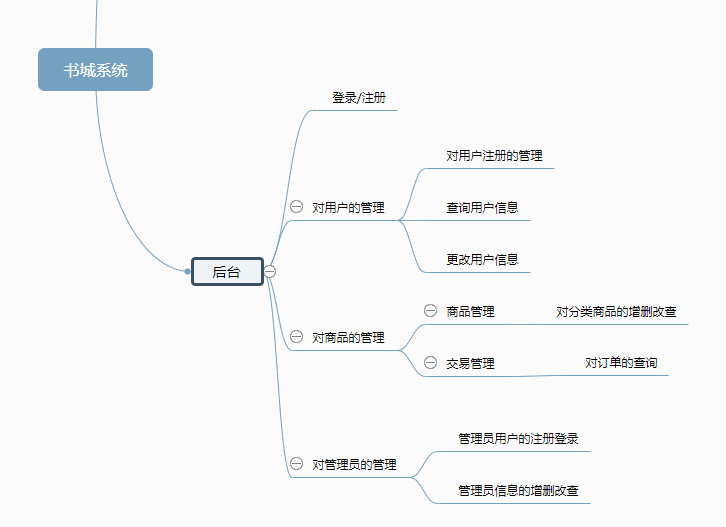 书城系统
登录/注册
对用户注册的管理
对用户的管理
查询用户信息
更改用户信息
后台
商品管理
对分类商品的增删改查
对商品的管理
交易管理
对订单的查询
管理员用户的注册登录
对管理员的管理
管理员信息的增删改查